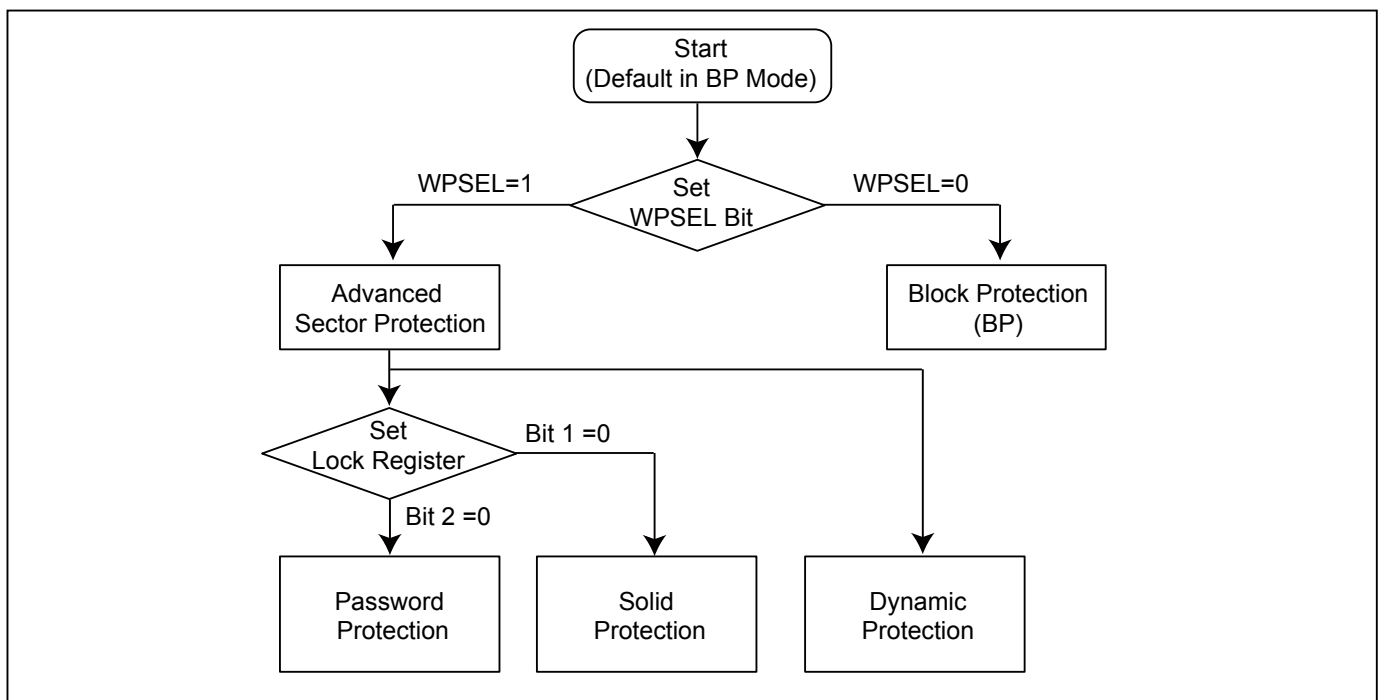 Start
(Default in BP Mode)
WPSEL=1
Set
WPSEL Bit
WPSEL=0
Advanced
Sector Protection
Block Protection
(BP)
Set
Lock Register
Bit 1 =0
Bit 2 =0
Password
Protection
Solid
Protection
Dynamic
Protection